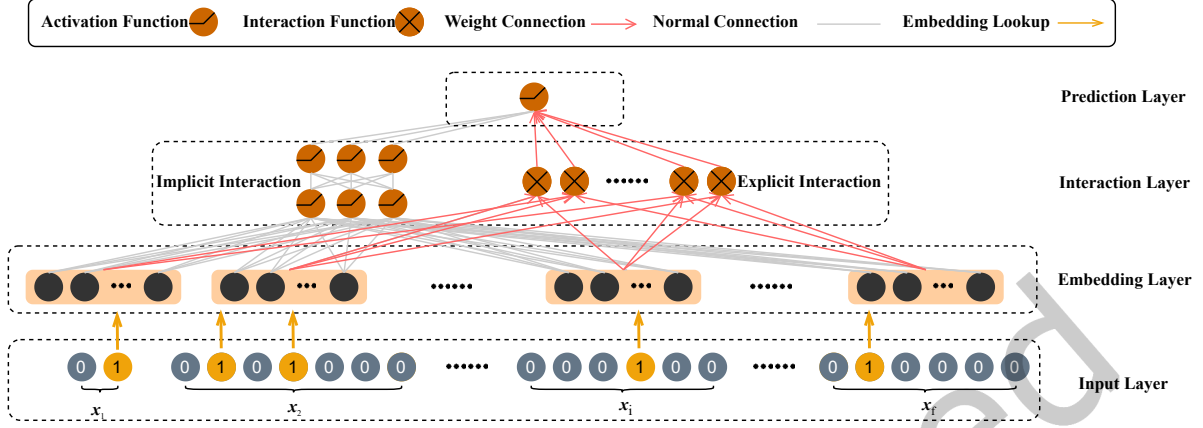 Activation Function Interaction Function Weight Connection Normal Connection Embedding Lookup
Prediction Layer
Implicit Interaction •••••• Explicit Interaction
Interaction Layer
••• ••• •••••• ••• •••••• •••
Embedding Layer
0 1 0 1 0 1 0 0 0 •••••• 0 0 0 1 0 0 •••••• 0 1 0 0 0 0
Input Layer
x₁ x₂ xᵢ x_f
ed